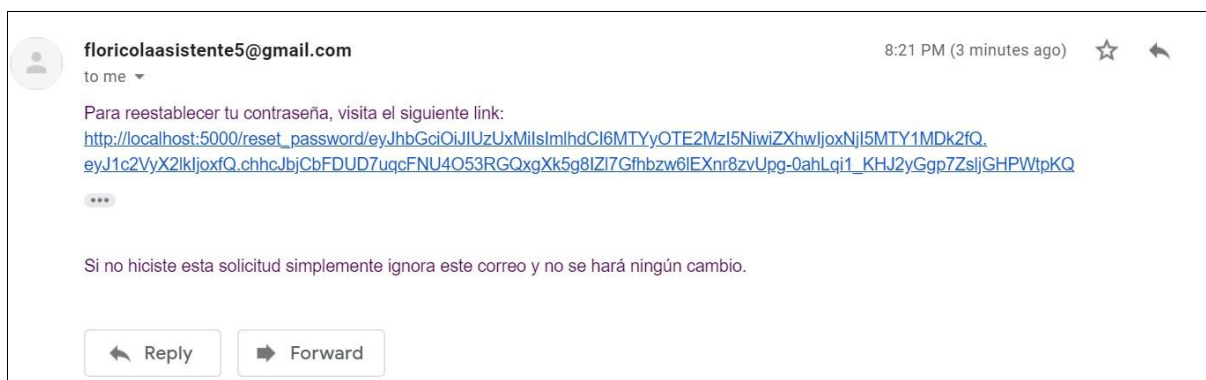 floricolaasistente5@gmail.com 8:21 PM (3 minutes ago)
to me
Para reestablecer tu contraseña, visita el siguiente link:
http://localhost:5000/reset_password/eyJhbGciOiJIUzUxMiIsImlhdCI6MTYyOTE2MzI5NiwiZXhwIjoxNjI5MTY1MDk2fQ.
eyJ1c2VyX2lkIjoxfQ.chhcJbjCbFDUD7uqcFNU4O53RGQxgXk5g8IZl7Gfhbzw6lEXnr8zvUpg-0ahLqi1_KHJ2yGgp7ZsljGHPWtpKQ
Si no hiciste esta solicitud simplemente ignora este correo y no se hará ningún cambio.
Reply Forward